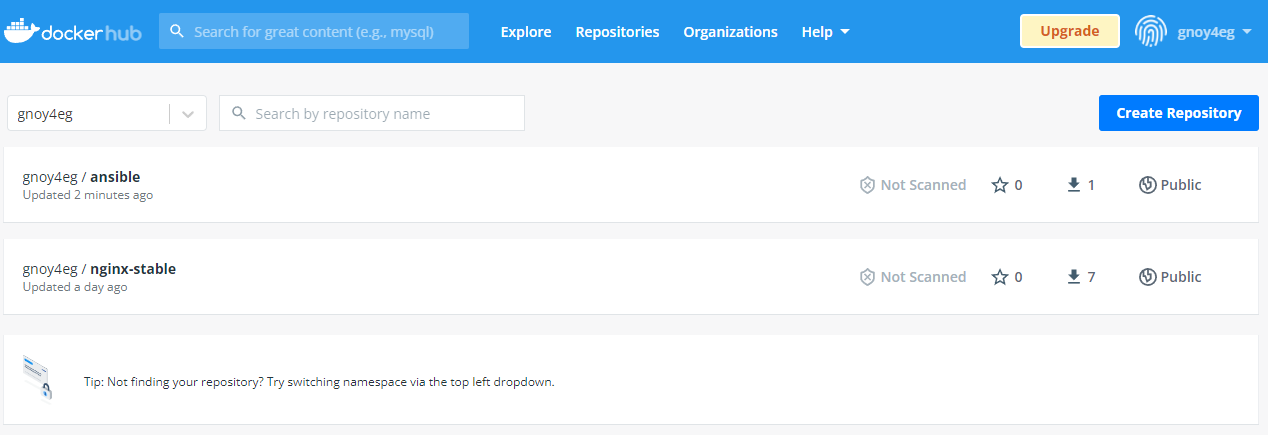 docker hub Search for great content (e.g., mysql) Explore Repositories Organizations Help Upgrade gnoy4eg
gnoy4eg Search by repository name Create Repository
gnoy4eg / ansible Not Scanned 0 1 Public
Updated 2 minutes ago
gnoy4eg / nginx-stable Not Scanned 0 7 Public
Updated a day ago
Tip: Not finding your repository? Try switching namespace via the top left dropdown.